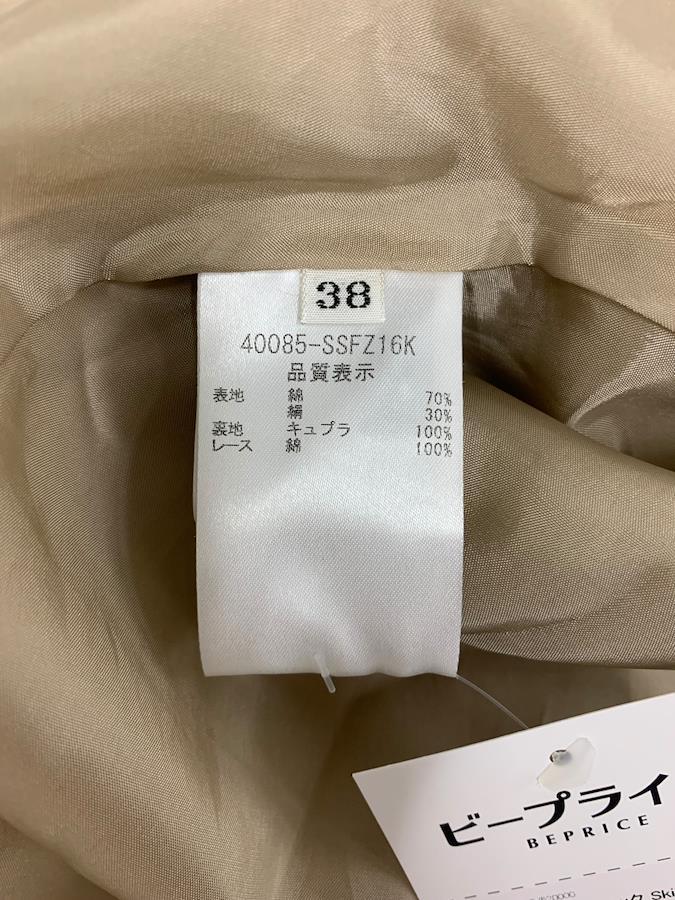 38
40085-SSFZ16K
品質表示
表地 綿 70%
絹 30%
裏地 キュプラ 100%
レース 綿 100%
ビープライ
BEPRICE
Ski